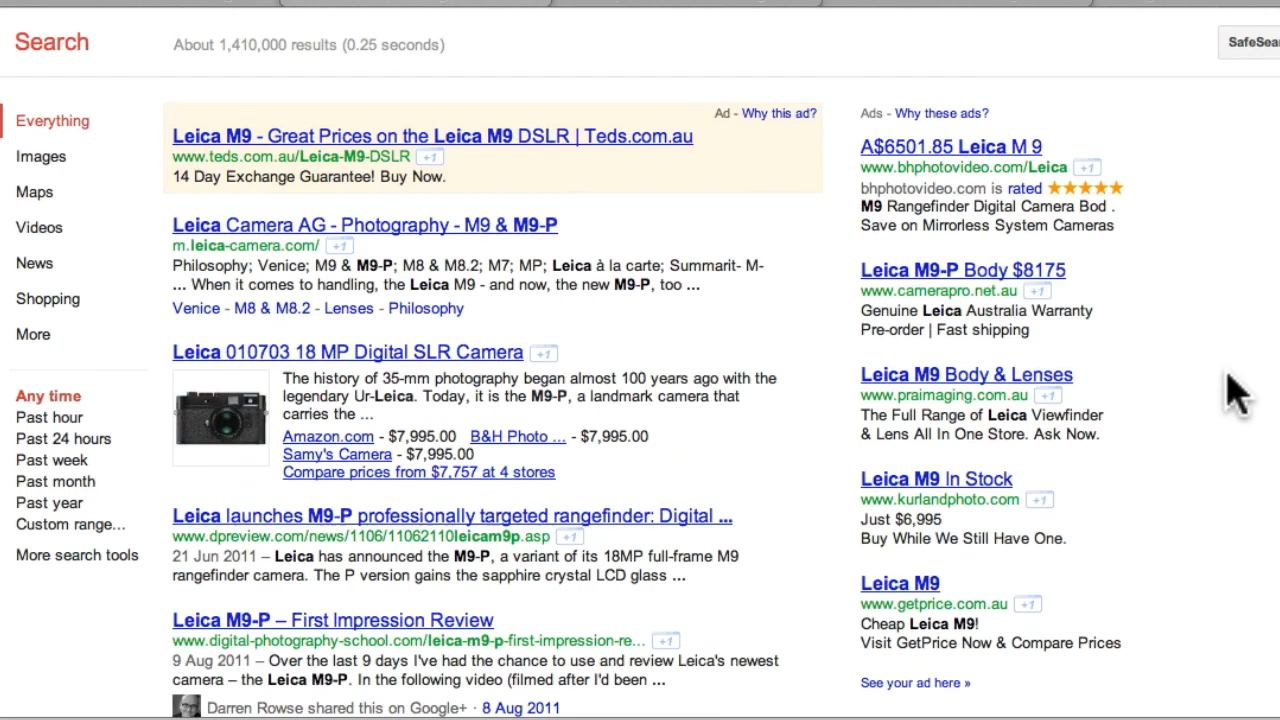 Search
About 1,410,000 results (0.25 seconds)
Everything
Images
Maps
Videos
News
Shopping
More
Any time
Past hour
Past 24 hours
Past week
Past month
Past year
Custom range...
More search tools
Ad - Why this ad?
Leica M9 - Great Prices on the Leica M9 DSLR | Teds.com.au
www.teds.com.au/Leica-M9-DSLR +1
14 Day Exchange Guarantee! Buy Now.
Leica Camera AG - Photography - M9 & M9-P
m.leica-camera.com/ +1
Philosophy; Venice; M9 & M9-P; M8 & M8.2; M7; MP; Leica à la carte; Summarit- M-
... When it comes to handling, the Leica M9 - and now, the new M9-P, too ...
Venice - M8 & M8.2 - Lenses - Philosophy
Leica 010703 18 MP Digital SLR Camera +1
The history of 35-mm photography began almost 100 years ago with the
legendary Ur-Leica. Today, it is the M9-P, a landmark camera that
carries the ...
Amazon.com - $7,995.00 B&H Photo ... - $7,995.00
Samy's Camera - $7,995.00
Compare prices from $7,757 at 4 stores
Leica launches M9-P professionally targeted rangefinder: Digital ...
www.dpreview.com/news/1106/11062110leicam9p.asp +1
21 Jun 2011 – Leica has announced the M9-P, a variant of its 18MP full-frame M9
rangefinder camera. The P version gains the sapphire crystal LCD glass ...
Leica M9-P – First Impression Review
www.digital-photography-school.com/leica-m9-p-first-impression-re... +1
9 Aug 2011 – Over the last 9 days I've had the chance to use and review Leica's newest
camera – the Leica M9-P. In the following video (filmed after I'd been ...
Darren Rowse shared this on Google+ · 8 Aug 2011
SafeSear
Ads - Why these ads?
A$6501.85 Leica M 9
www.bhphotovideo.com/Leica +1
bhphotovideo.com is rated ★★★★★
M9 Rangefinder Digital Camera Bod .
Save on Mirrorless System Cameras
Leica M9-P Body $8175
www.camerapro.net.au +1
Genuine Leica Australia Warranty
Pre-order | Fast shipping
Leica M9 Body & Lenses
www.praimaging.com.au +1
The Full Range of Leica Viewfinder
& Lens All In One Store. Ask Now.
Leica M9 In Stock
www.kurlandphoto.com +1
Just $6,995
Buy While We Still Have One.
Leica M9
www.getprice.com.au +1
Cheap Leica M9!
Visit GetPrice Now & Compare Prices
See your ad here »